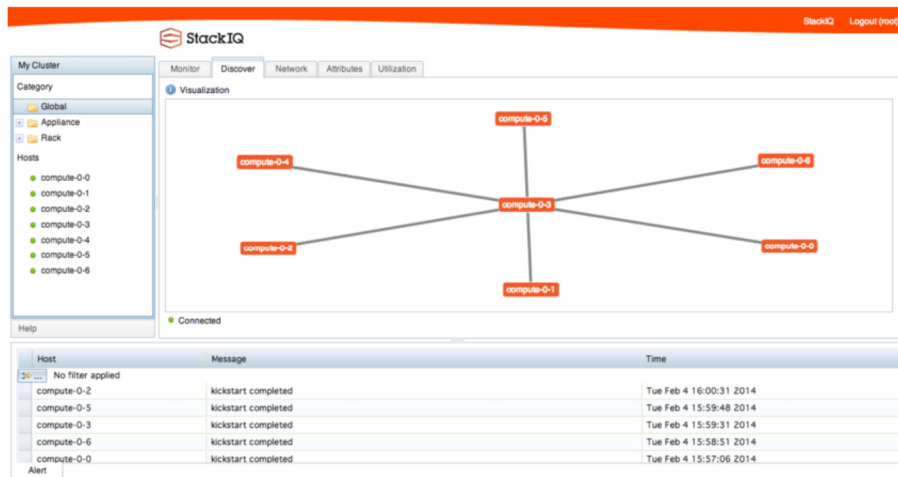 StackIQ Logout (root)
StackIQ
My Cluster
Monitor Discover Network Attributes Utilization
Category
Visualization
Global
Appliance
Rack
Hosts
compute-0-0
compute-0-1
compute-0-2
compute-0-3
compute-0-4
compute-0-5
compute-0-6
compute-0-5
compute-0-4
compute-0-6
compute-0-3
compute-0-2
compute-0-0
compute-0-1
Connected
Help
Host Message Time
... No filter applied
compute-0-2 kickstart completed Tue Feb 4 16:00:31 2014
compute-0-5 kickstart completed Tue Feb 4 15:59:48 2014
compute-0-3 kickstart completed Tue Feb 4 15:59:31 2014
compute-0-6 kickstart completed Tue Feb 4 15:58:51 2014
compute-0-0 kickstart completed Tue Feb 4 15:57:06 2014
Alert